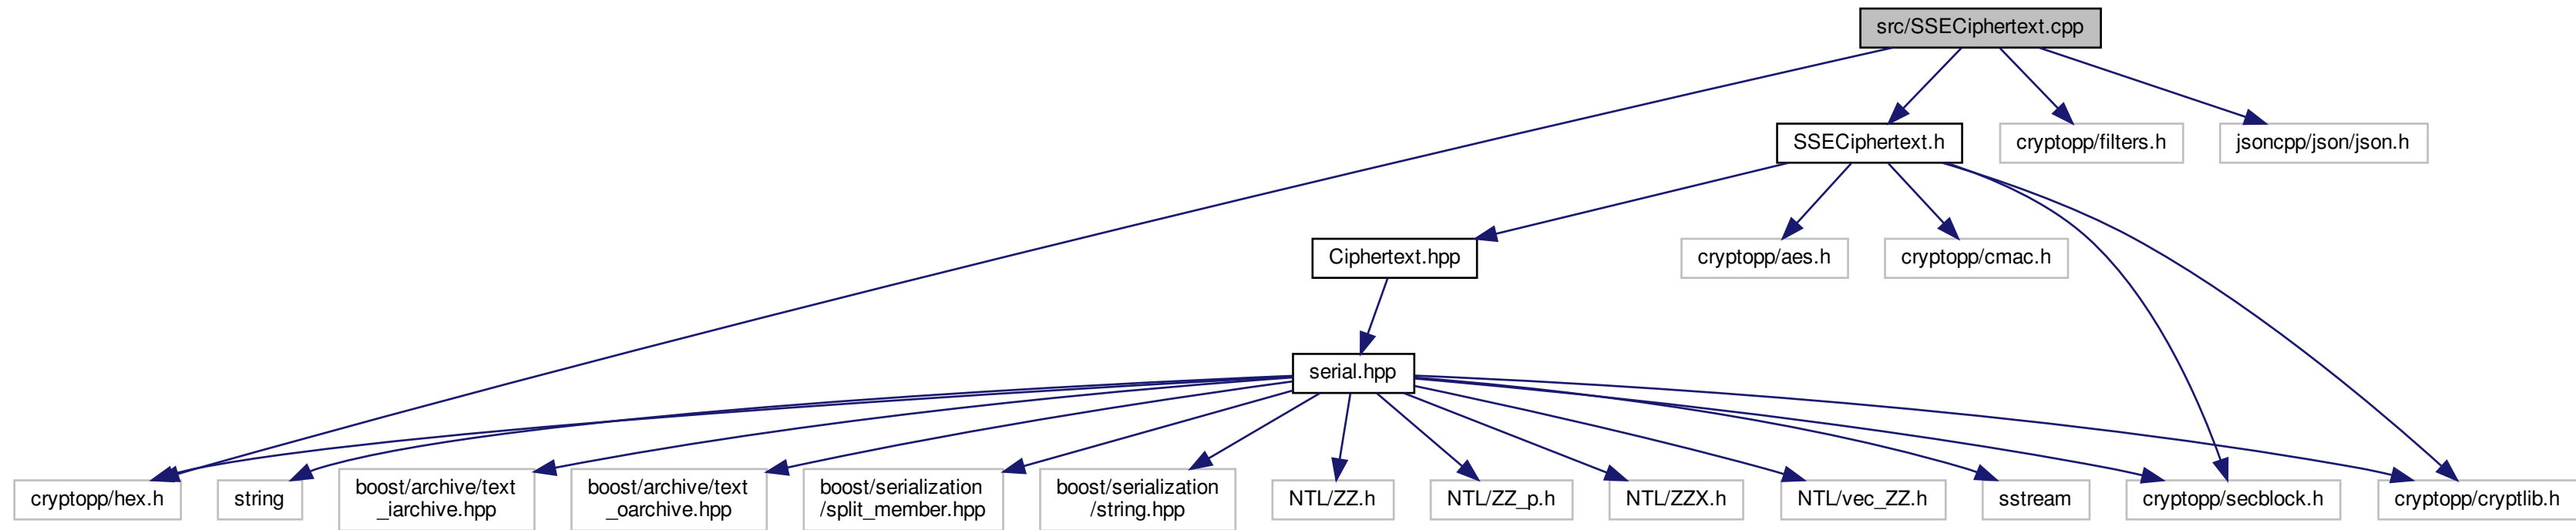 src/SSECiphertext.cpp
SSECiphertext.h
cryptopp/filters.h
jsoncpp/json/json.h
Ciphertext.hpp
cryptopp/aes.h
cryptopp/cmac.h
serial.hpp
cryptopp/hex.h
string
boost/archive/text
_iarchive.hpp
boost/archive/text
_oarchive.hpp
boost/serialization
/split_member.hpp
boost/serialization
/string.hpp
NTL/ZZ.h
NTL/ZZ_p.h
NTL/ZZX.h
NTL/vec_ZZ.h
sstream
cryptopp/secblock.h
cryptopp/cryptlib.h